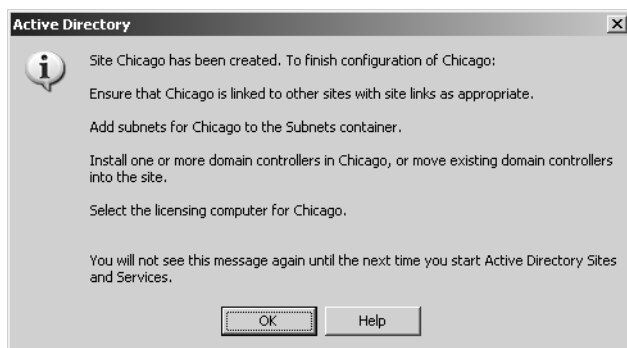 Active Directory
Site Chicago has been created. To finish configuration of Chicago:
Ensure that Chicago is linked to other sites with site links as appropriate.
Add subnets for Chicago to the Subnets container.
Install one or more domain controllers in Chicago, or move existing domain controllers
into the site.
Select the licensing computer for Chicago.
You will not see this message again until the next time you start Active Directory Sites
and Services.
OK
Help